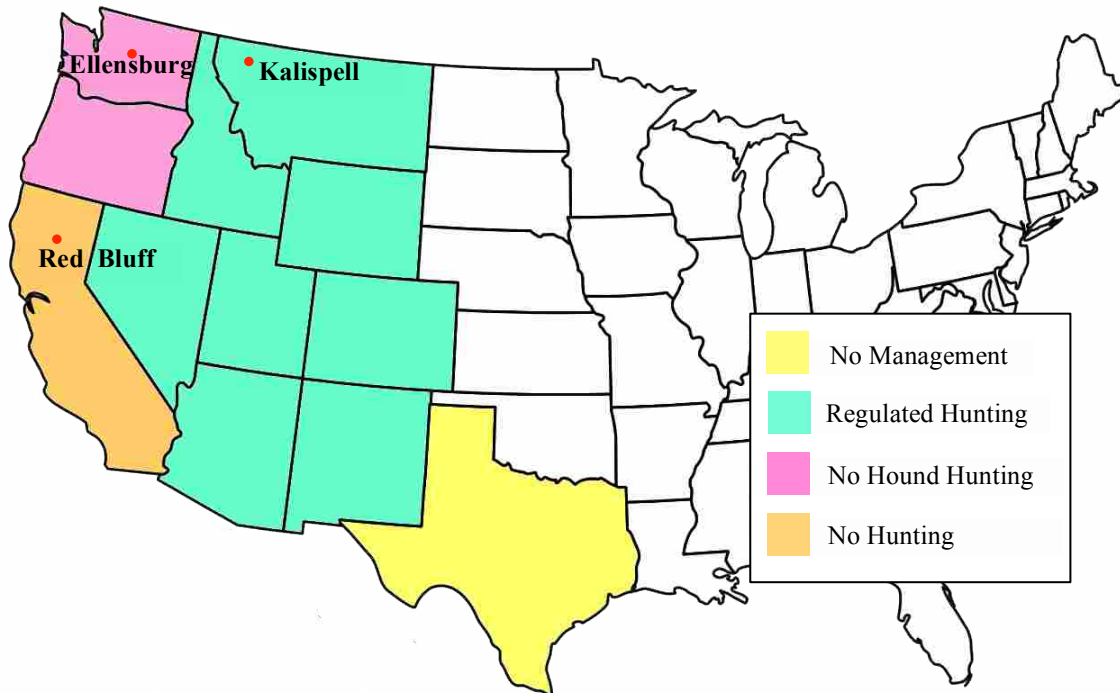 Ellensburg
Kalispell
Red Bluff
No Management
Regulated Hunting
No Hound Hunting
No Hunting